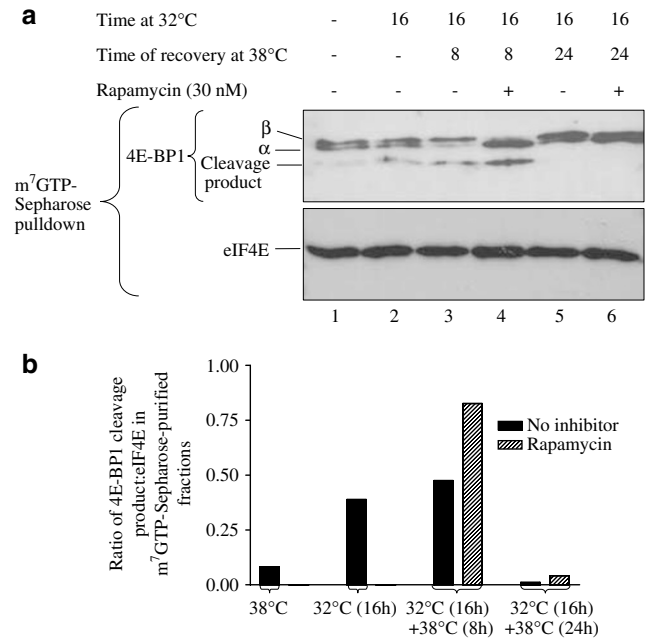 a
Time at 32°C - 16 16 16 16 16
Time of recovery at 38°C - - 8 8 24 24
Rapamycin (30 nM) - - - + - +
m⁷GTP-
Sepharose
pulldown
4E-BP1
β
α
Cleavage
product
eIF4E
1 2 3 4 5 6
b
Ratio of 4E-BP1 cleavage
product:eIF4E in
m⁷GTP-Sepharose-purified
fractions
1.00
0.75
0.50
0.25
0.00
No inhibitor
Rapamycin
38°C 32°C (16h) 32°C (16h) 32°C (16h)
+38°C (8h) +38°C (24h)